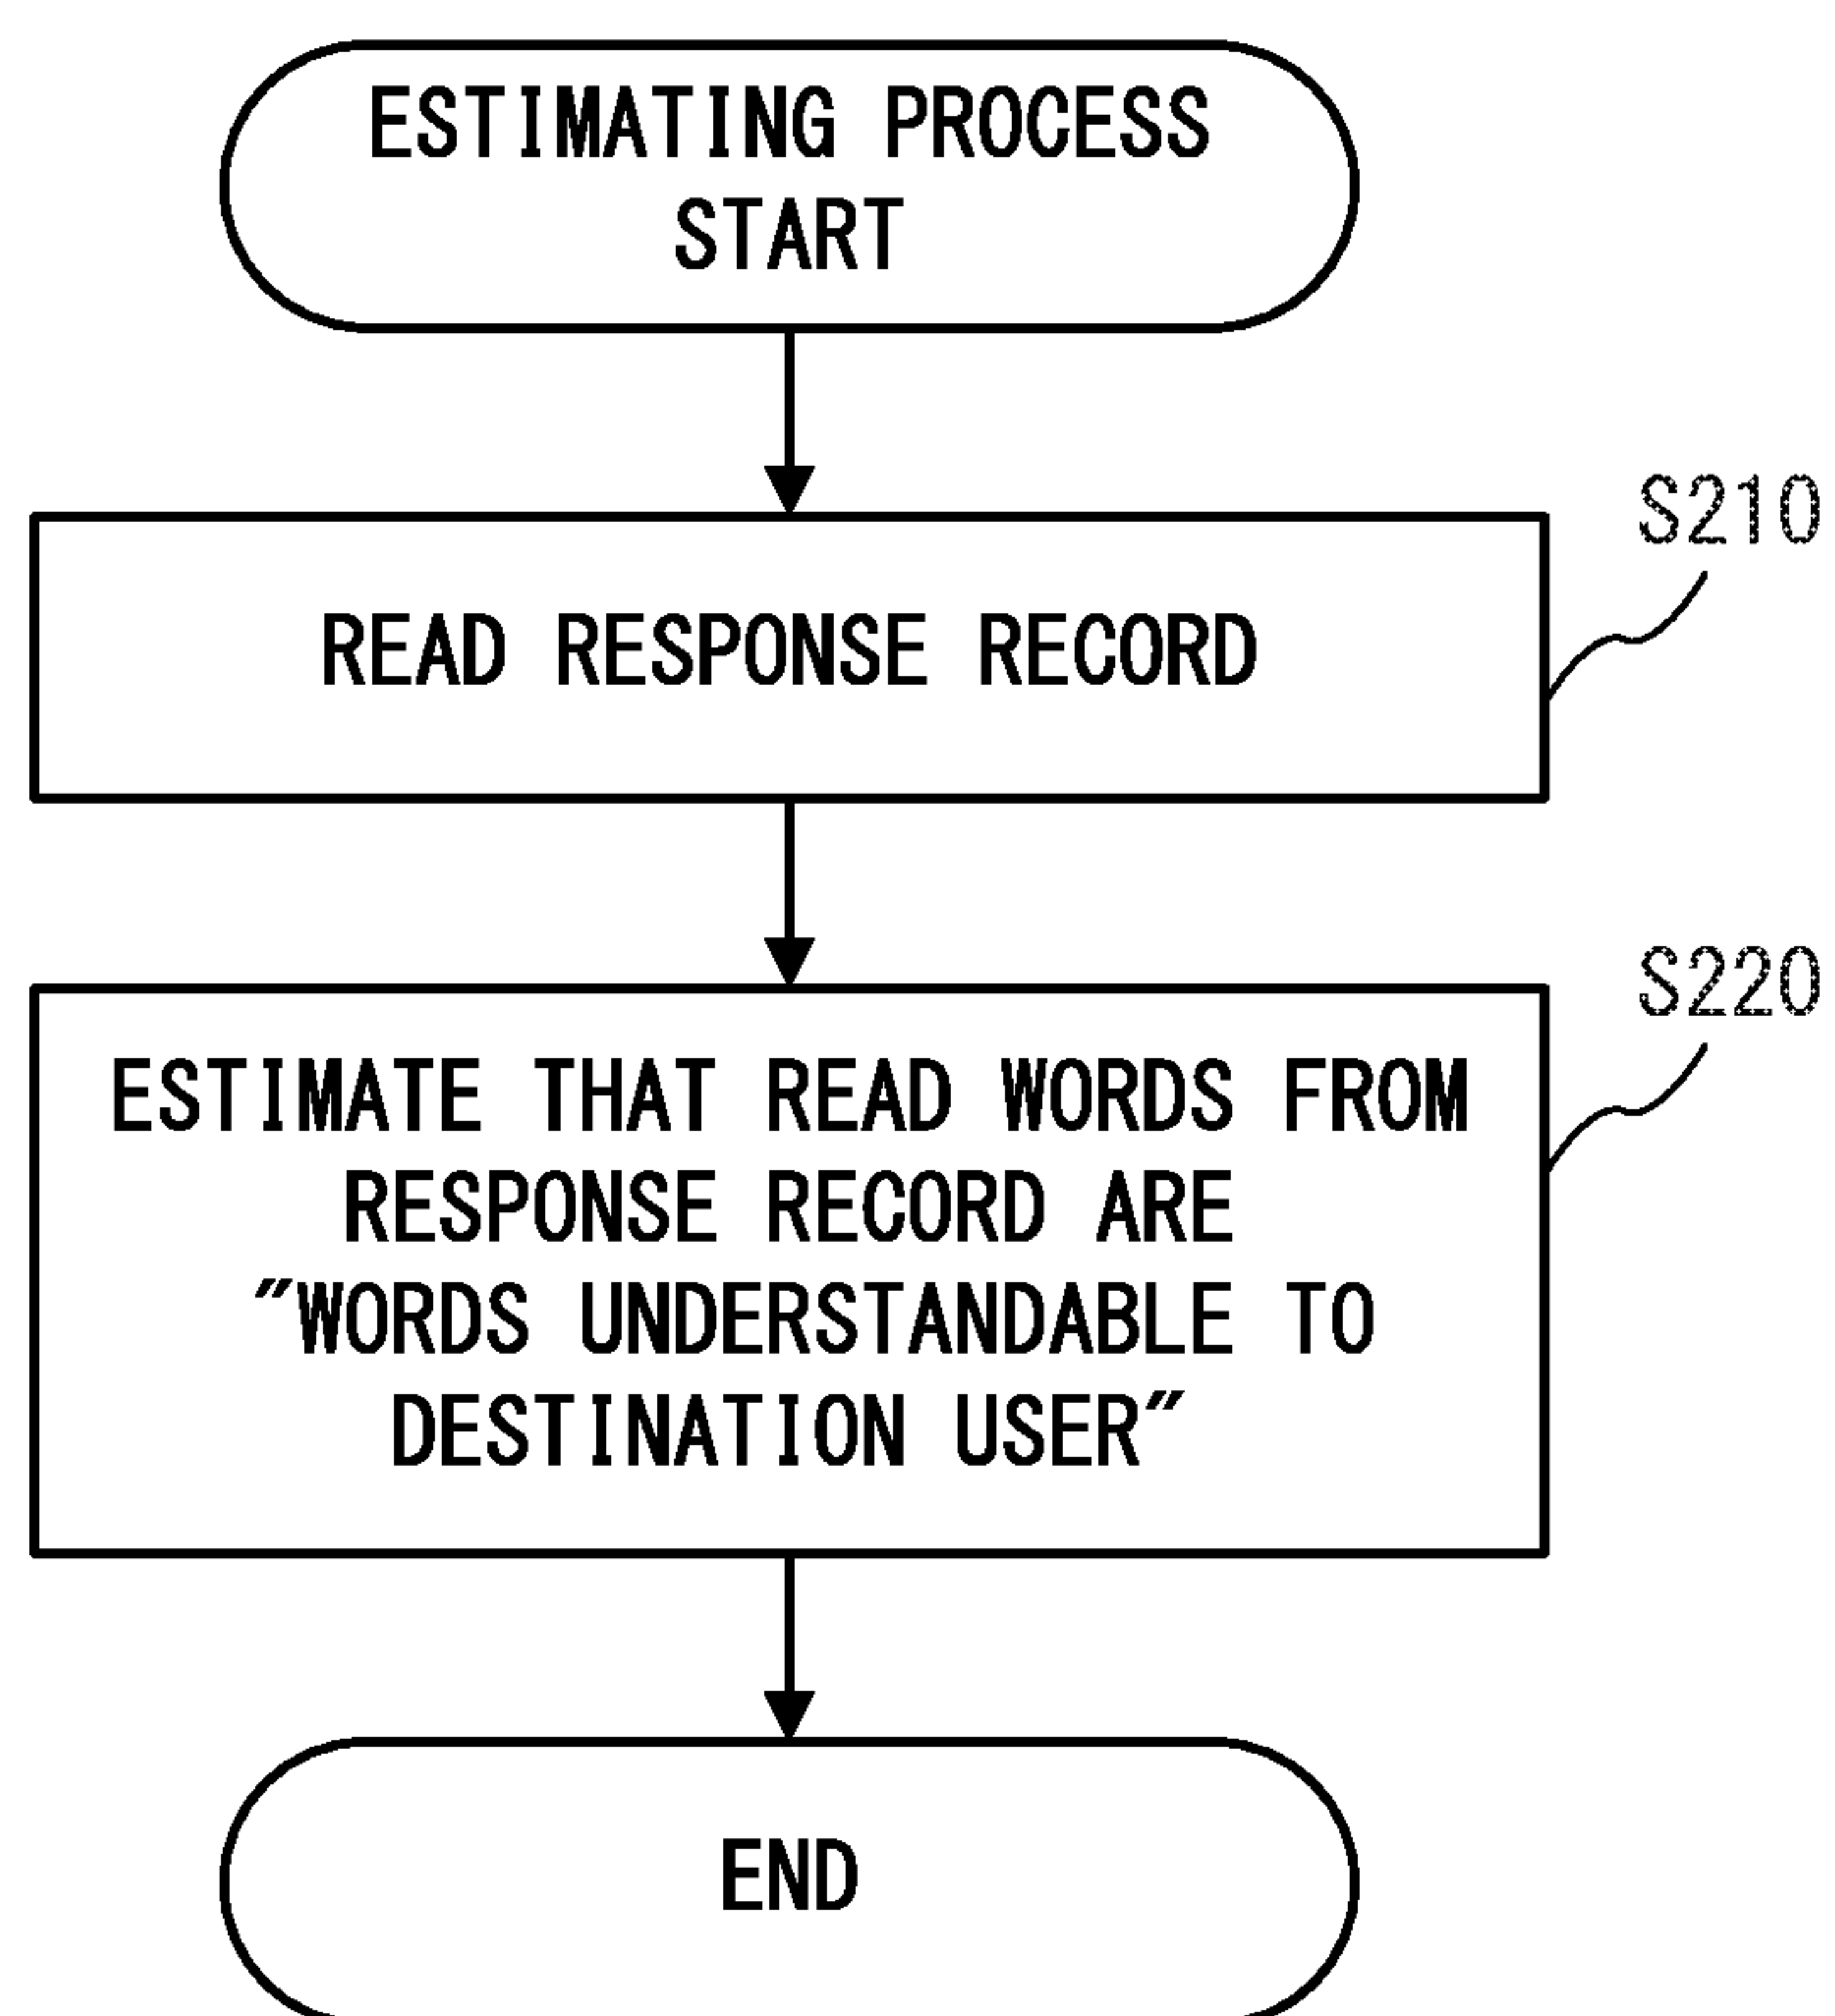 ESTIMATING PROCESS
START
S210
READ RESPONSE RECORD
S220
ESTIMATE THAT READ WORDS FROM
RESPONSE RECORD ARE
"WORDS UNDERSTANDABLE TO
DESTINATION USER"
END